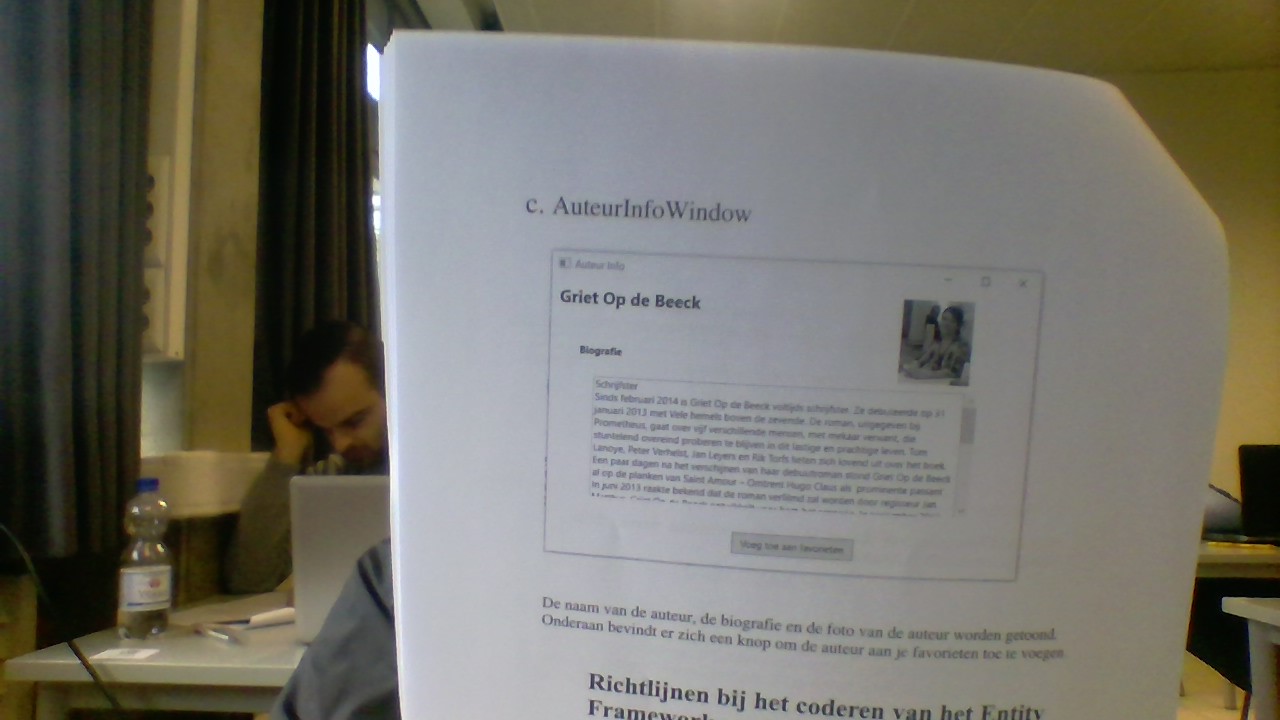 c. AuteurInfoWindow
Auteur Info
Griet Op de Beeck
Biografie
Schrijfster
Sinds februari 2014 is Griet Op de Beeck voltijds schrijfster. Ze debuteerde op 31
januari 2013 met Vele hemels boven de zevende. De roman, uitgegeven bij
Prometheus, gaat over vijf verschillende mensen, met mekaar verwant, die
stuntelend overeind proberen te blijven in dit lastige en prachtige leven. Tom
Lanoye, Peter Verhelst, Jan Leyers en Rik Torfs lieten zich lovend uit over het boek.
Een paar dagen na het verschijnen van haar debuutroman stond Griet Op de Beeck
al op de planken van Saint Amour – Omtrent Hugo Claus als 'prominente passant'
In juni 2013 raakte bekend dat de roman verfilmd zal worden door regisseur Jan
Voeg toe aan favorieten
De naam van de auteur, de biografie en de foto van de auteur worden getoond.
Onderaan bevindt er zich een knop om de auteur aan je favorieten toe te voegen.
Richtlijnen bij het coderen van het Entity
Framework